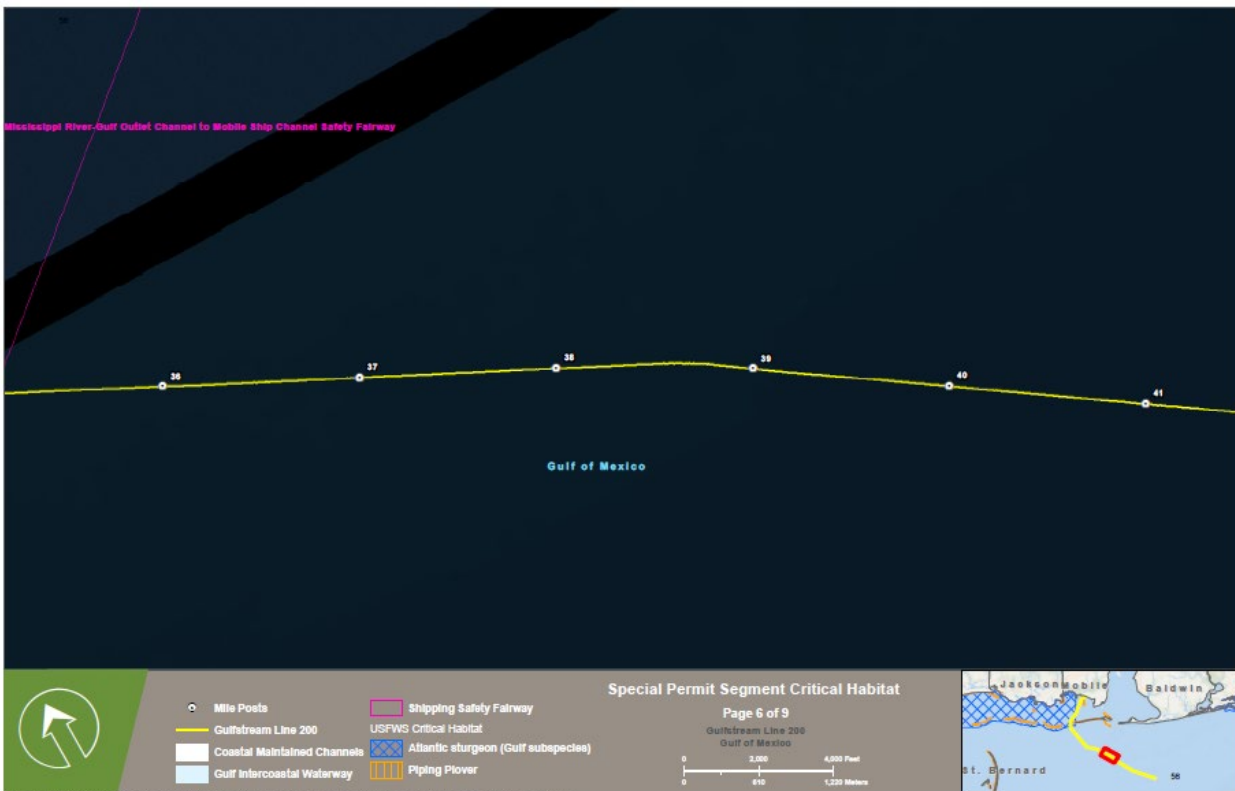 56
Mississippi River-Gulf Outlet Channel to Mobile Ship Channel Safety Fairway
36
37
38
39
40
41
Gulf of Mexico
Mile Posts
Gulfstream Line 200
Coastal Maintained Channels
Gulf Intercoastal Waterway
Shipping Safety Fairway
USFWS Critical Habitat
Atlantic sturgeon (Gulf subspecies)
Piping Plover
Special Permit Segment Critical Habitat
Page 6 of 9
Gulfstream Line 200
Gulf of Mexico
0 2,000 4,000 Feet
0 610 1,220 Meters
Jackson Mobile Baldwin
St. Bernard
56